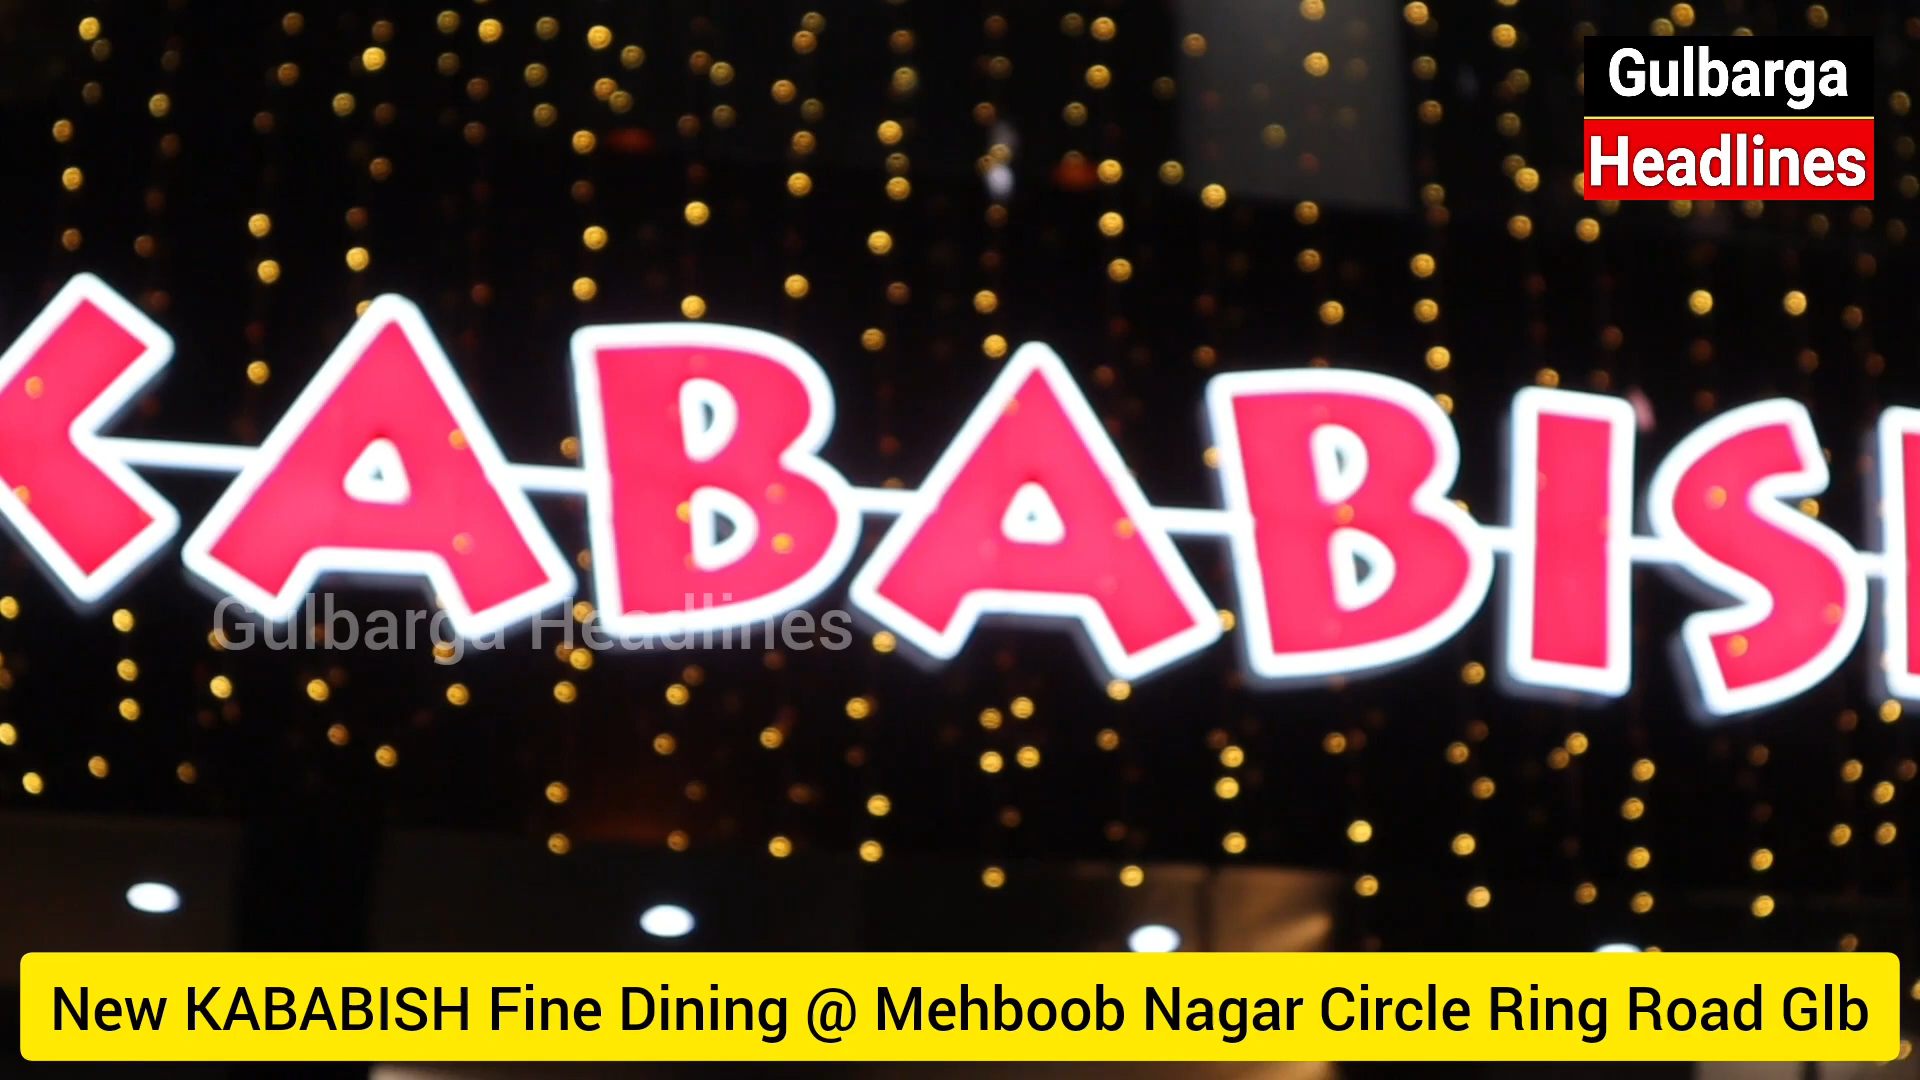 Gulbarga
Headlines
KABABIS
Gulbarga Headlines
New KABABISH Fine Dining @ Mehboob Nagar Circle Ring Road Glb